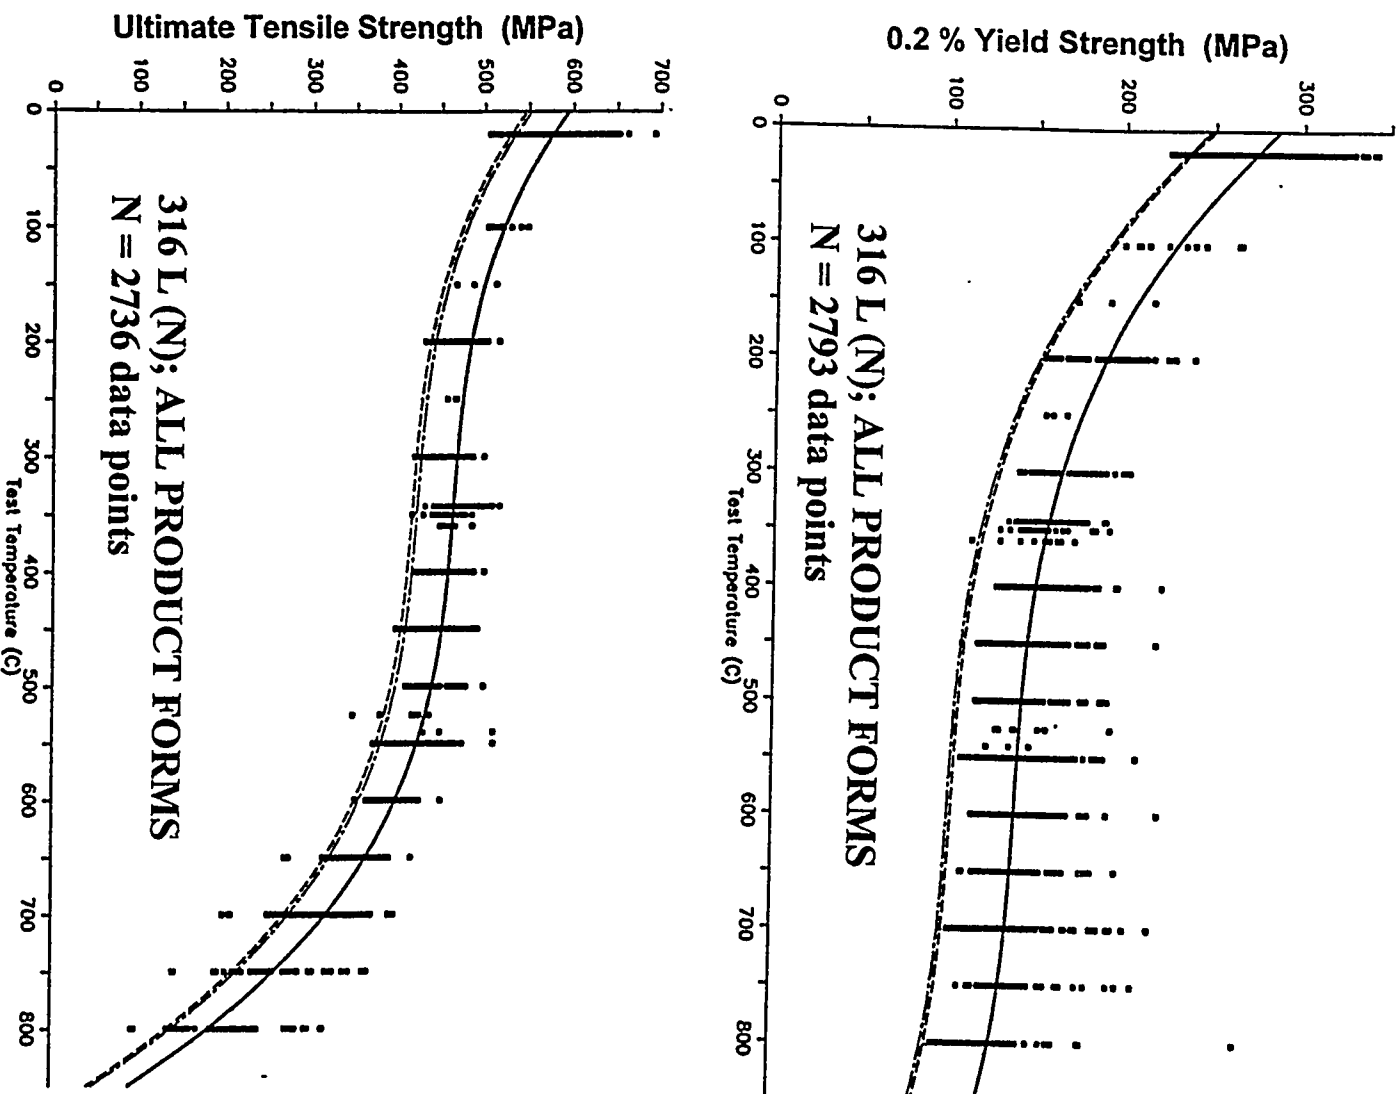 Ultimate Tensile Strength (MPa)
0 100 200 300 400 500 600 700
0 100 200 300 400 500 600 700 800
316 L (N); ALL PRODUCT FORMS
N = 2736 data points
Test Temperature (C)
0.2 % Yield Strength (MPa)
0 100 200 300
0 100 200 300 400 500 600 700 800
316 L (N); ALL PRODUCT FORMS
N = 2793 data points
Test Temperature (C)